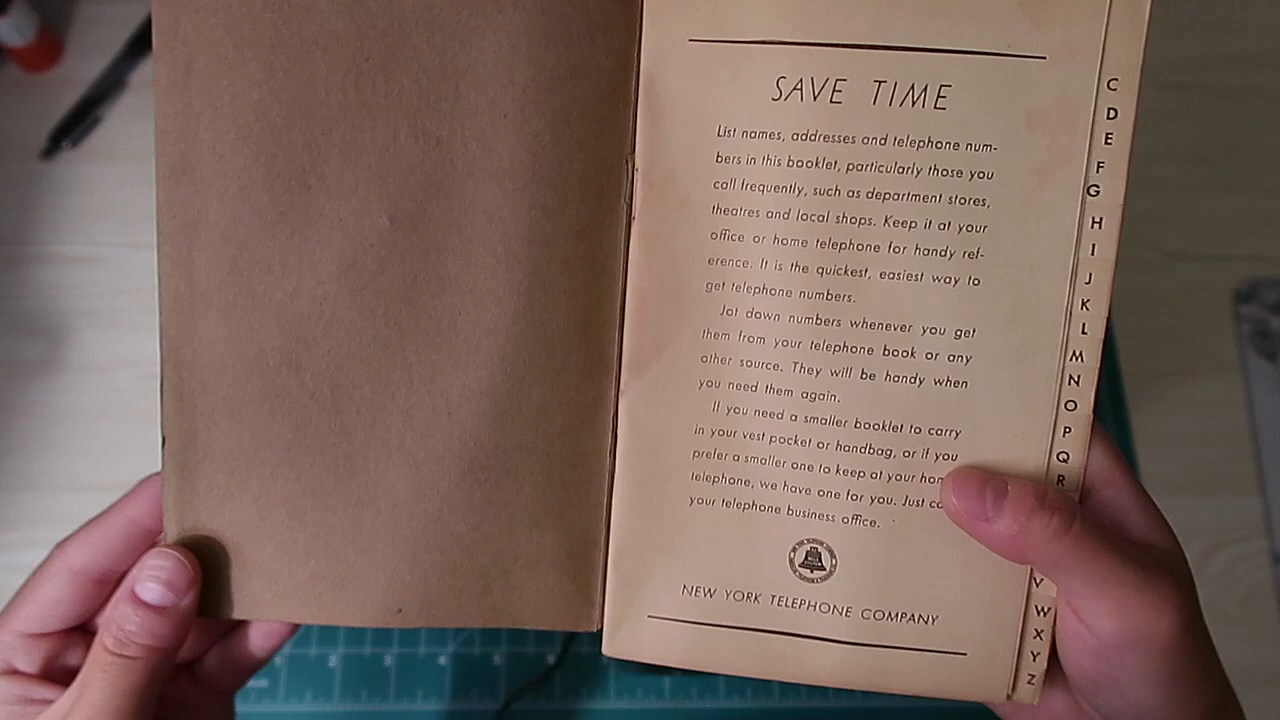 SAVE TIME
List names, addresses and telephone num-
bers in this booklet, particularly those you
call frequently, such as department stores,
theatres and local shops. Keep it at your
office or home telephone for handy ref-
erence. It is the quickest, easiest way to
get telephone numbers.
Jot down numbers whenever you get
them from your telephone book or any
other source. They will be handy when
you need them again.
If you need a smaller booklet to carry
in your vest pocket or handbag, or if you
prefer a smaller one to keep at your
telephone, we have one for you. Just
your telephone business office.
NEW YORK TELEPHONE COMPANY
C
D
E
F
G
H
I
J
K
L
M
N
O
P
Q
R
V
W
X
Y
Z